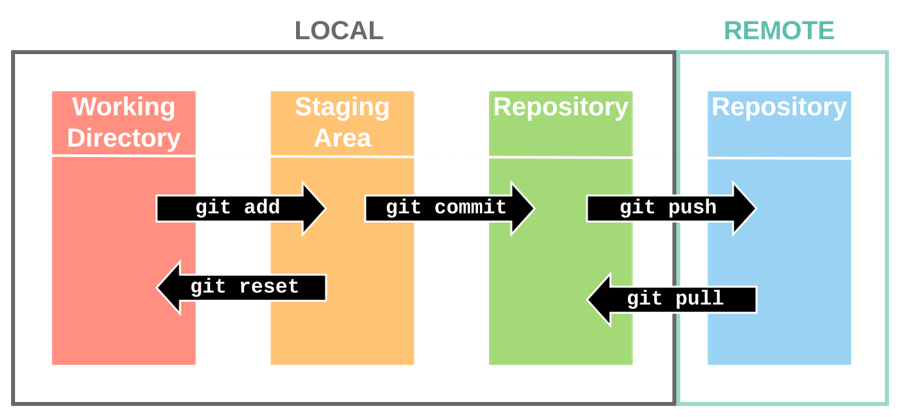 LOCAL
REMOTE
Working
Directory
Staging
Area
Repository
Repository
git add
git commit
git push
git reset
git pull